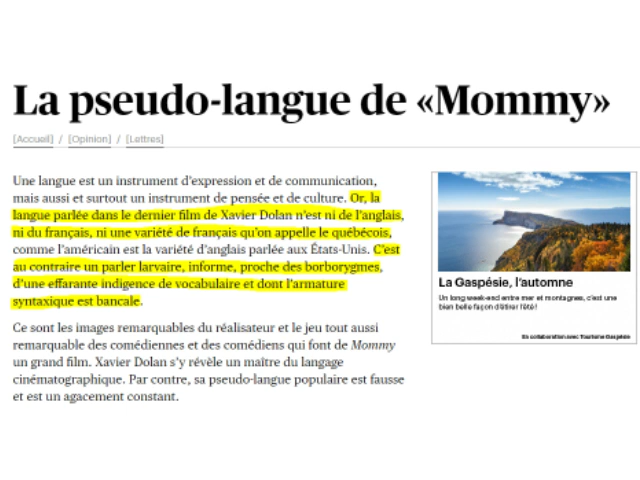 La pseudo-langue de «Mommy»
[Accueil] / [Opinion] / [Lettres]
Une langue est un instrument d'expression et de communication,
mais aussi et surtout un instrument de pensée et de culture. Or, la
langue parlée dans le dernier film de Xavier Dolan n'est ni de l'anglais,
ni du français, ni une variété de français qu'on appelle le québécois,
comme l'américain est la variété d'anglais parlée aux États-Unis. C'est
au contraire un parler larvaire, informe, proche des borborygmes,
d'une effarante indigence de vocabulaire et dont l'armature
syntaxique est bancale.
Ce sont les images remarquables du réalisateur et le jeu tout aussi
remarquable des comédiennes et des comédiens qui font de Mommy
un grand film. Xavier Dolan s'y révèle un maître du langage
cinématographique. Par contre, sa pseudo-langue populaire est fausse
et est un agacement constant.
La Gaspésie, l'automne
Un long week-end entre mer et montagnes, c'est une
bien belle façon d'étirer l'été!
En collaboration avec Tourisme Gaspésie